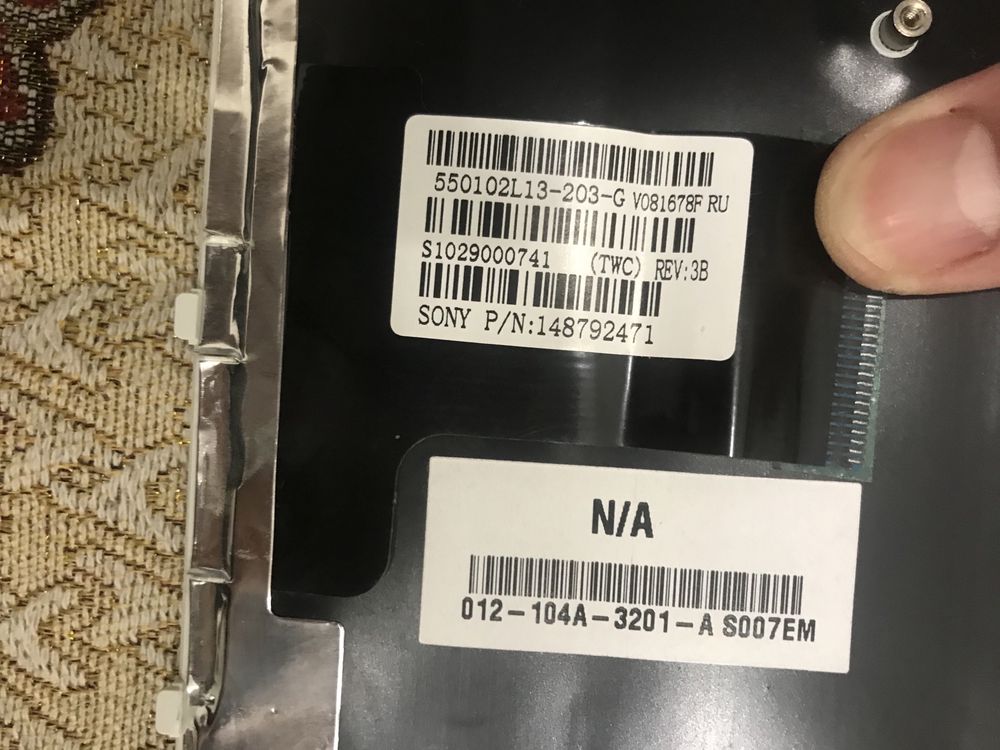 550102L13-203-G V081678F RU
S1029000741 (TWC) REV:3B
SONY P/N:148792471
N/A
012-104A-3201-A S007EM